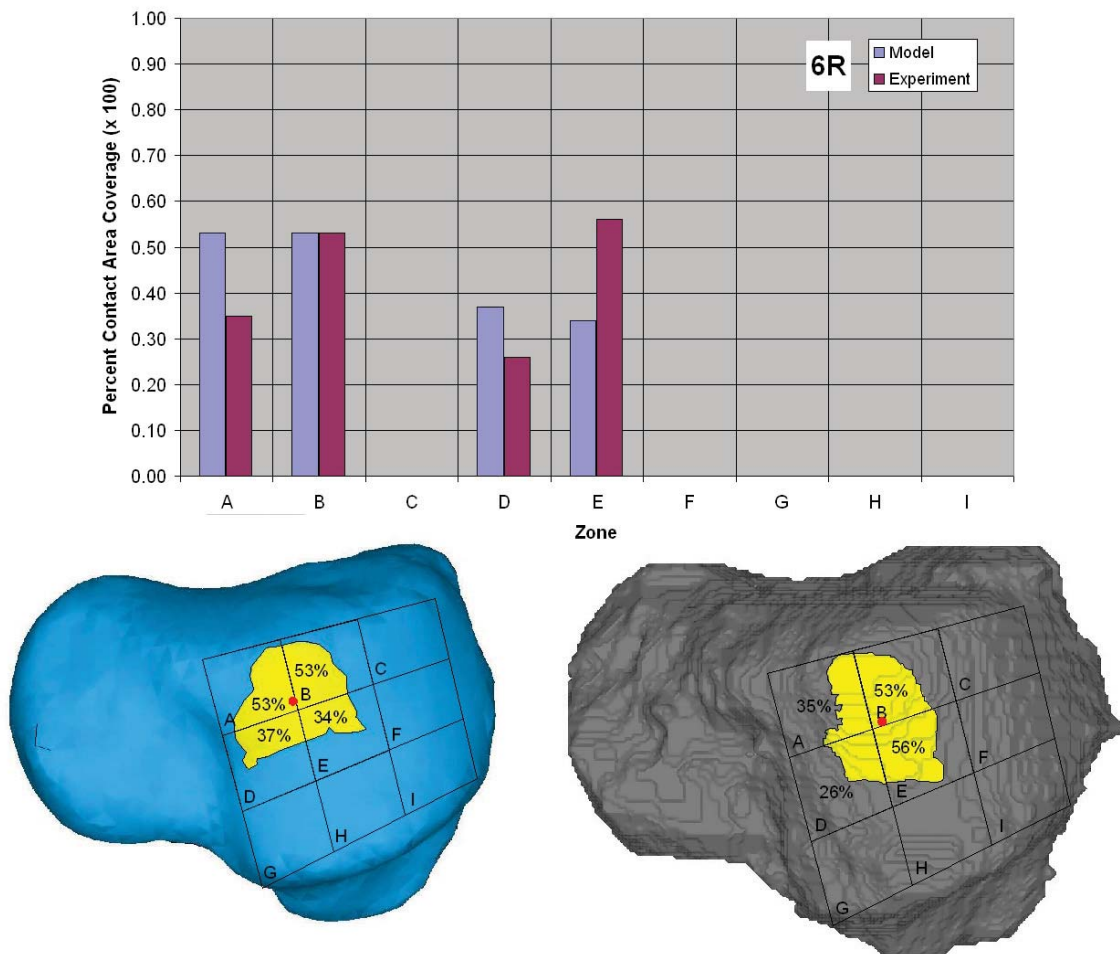 1.00
0.90
0.80
0.70
0.60
0.50
0.40
0.30
0.20
0.10
0.00
Percent Contact Area Coverage (x 100)
6R
Model
Experiment
A B C D E F G H I
Zone
53%
C
53% B
A
34%
37%
F
E
D
I
H
G
53%
35%
C
B
A
56%
F
26%
E
D
I
H
G